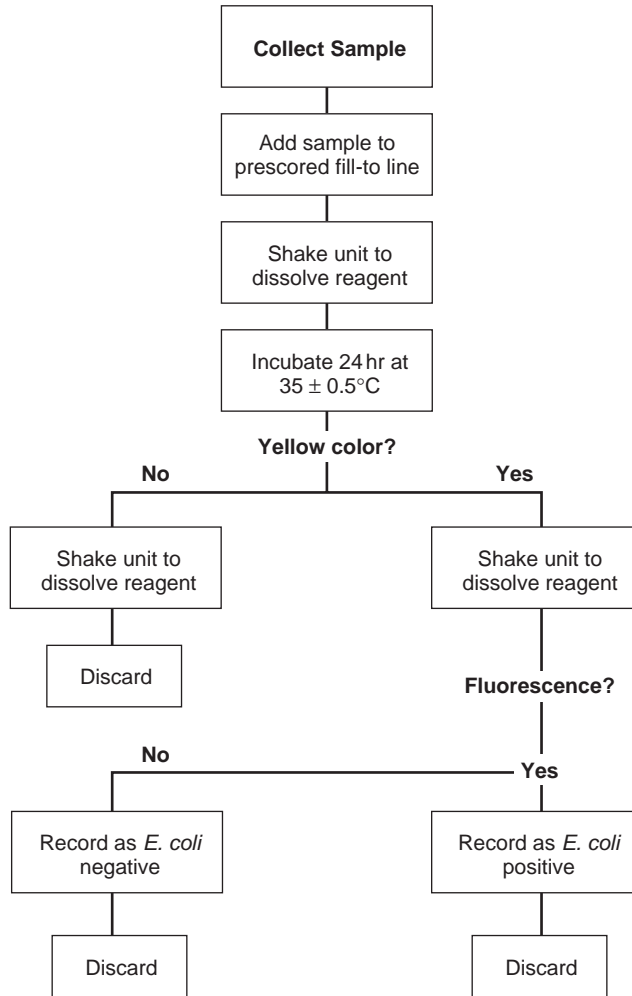 Collect Sample
Add sample to
prescored fill-to line
Shake unit to
dissolve reagent
Incubate 24 hr at
35 ± 0.5°C
Yellow color?
No
Yes
Shake unit to
dissolve reagent
Shake unit to
dissolve reagent
Discard
Fluorescence?
No
Yes
Record as E. coli
negative
Record as E. coli
positive
Discard
Discard